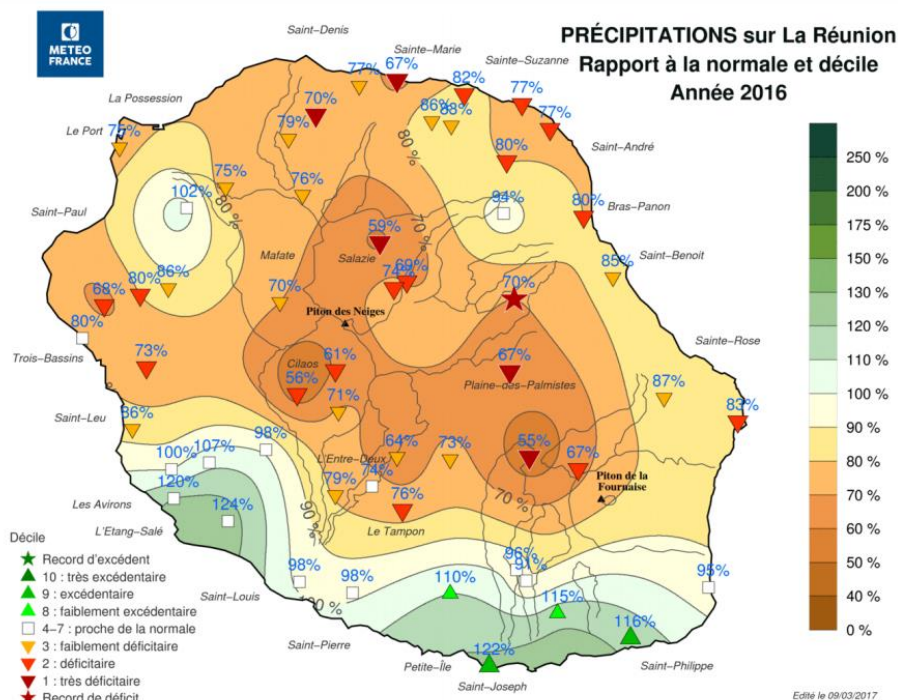 METEO
FRANCE
PRÉCIPITATIONS sur La Réunion
Rapport à la normale et décile
Année 2016
Saint–Denis
Sainte–Marie
Sainte–Suzanne
La Possession
Le Port
Saint–André
Saint–Paul
Bras–Panon
Mafate
Salazie
Saint–Benoit
Piton des Neiges
Sainte–Rose
Trois–Bassins
Cilaos
Plaine–des–Palmistes
Saint–Leu
L'Entre–Deux
Piton de la
Fournaise
Les Avirons
L'Etang–Salé
Le Tampon
Saint–Louis
Saint–Pierre
Petite–Île
Saint–Joseph
Saint–Philippe
67%
77%
82%
77%
70%
86%
88%
77%
75%
79%
80%
75%
76%
102%
94%
80%
59%
85%
69%
74%
70%
86%
80%
68%
70%
80%
73%
61%
67%
56%
71%
87%
83%
86%
98%
107%
100%
64%
73%
55%
67%
120%
79%
74%
124%
76%
98%
98%
96%
91%
95%
110%
115%
116%
122%
80 %
80 %
70 %
70 %
90 %
250 %
200 %
175 %
150 %
130 %
120 %
110 %
100 %
90 %
80 %
70 %
60 %
50 %
40 %
0 %
Décile
Record d'excédent
10 : très excédentaire
9 : excédentaire
8 : faiblement excédentaire
4–7 : proche de la normale
3 : faiblement déficitaire
2 : déficitaire
1 : très déficitaire
Record de déficit
Edité le 09/03/2017